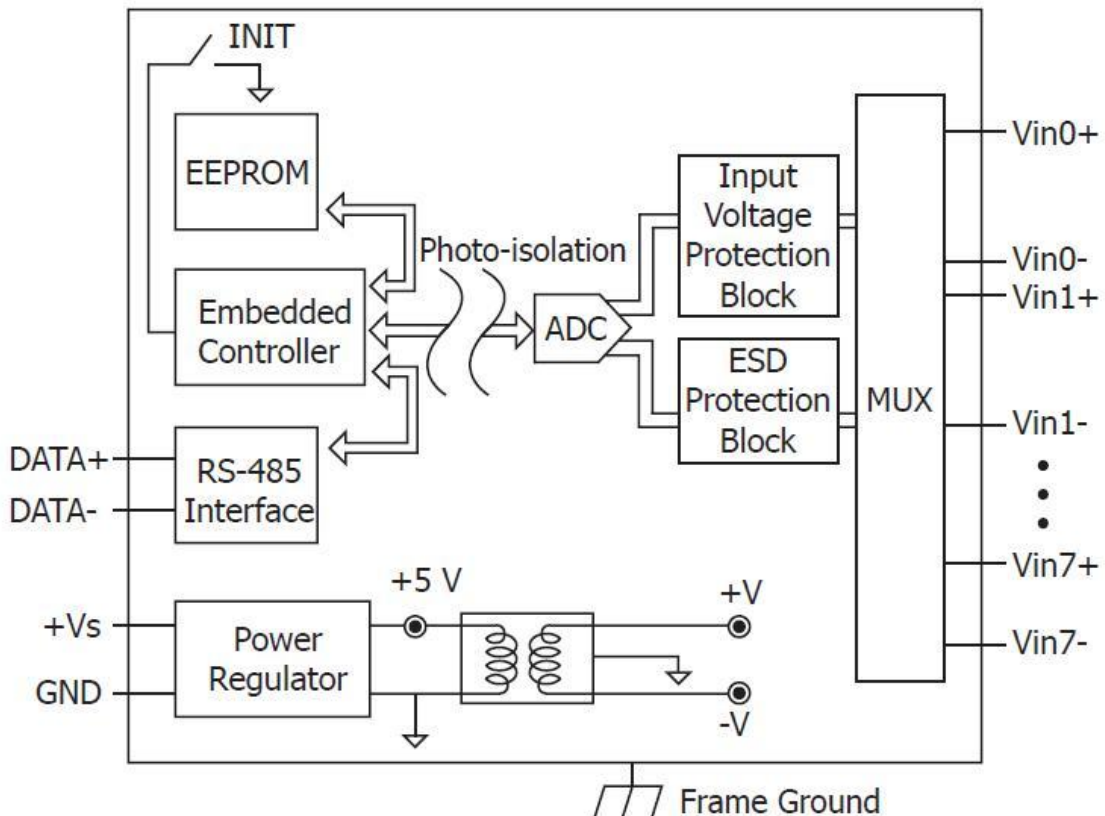 INIT
EEPROM
Photo-isolation
Embedded
Controller
ADC
Input
Voltage
Protection
Block
ESD
Protection
Block
MUX
Vin0+
Vin0-
Vin1+
Vin1-
Vin7+
Vin7-
DATA+
DATA-
RS-485
Interface
+Vs
GND
Power
Regulator
+5 V
+V
-V
Frame Ground